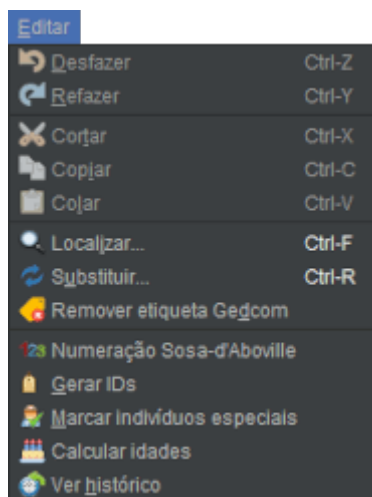 Editar
Desfazer Ctrl-Z
Refazer Ctrl-Y
Cortar Ctrl-X
Copiar Ctrl-C
Colar Ctrl-V
Localizar... Ctrl-F
Substituir... Ctrl-R
Remover etiqueta Gedcom
123 Numeração Sosa-d'Aboville
Gerar IDs
Marcar indivíduos especiais
Calcular idades
Ver histórico